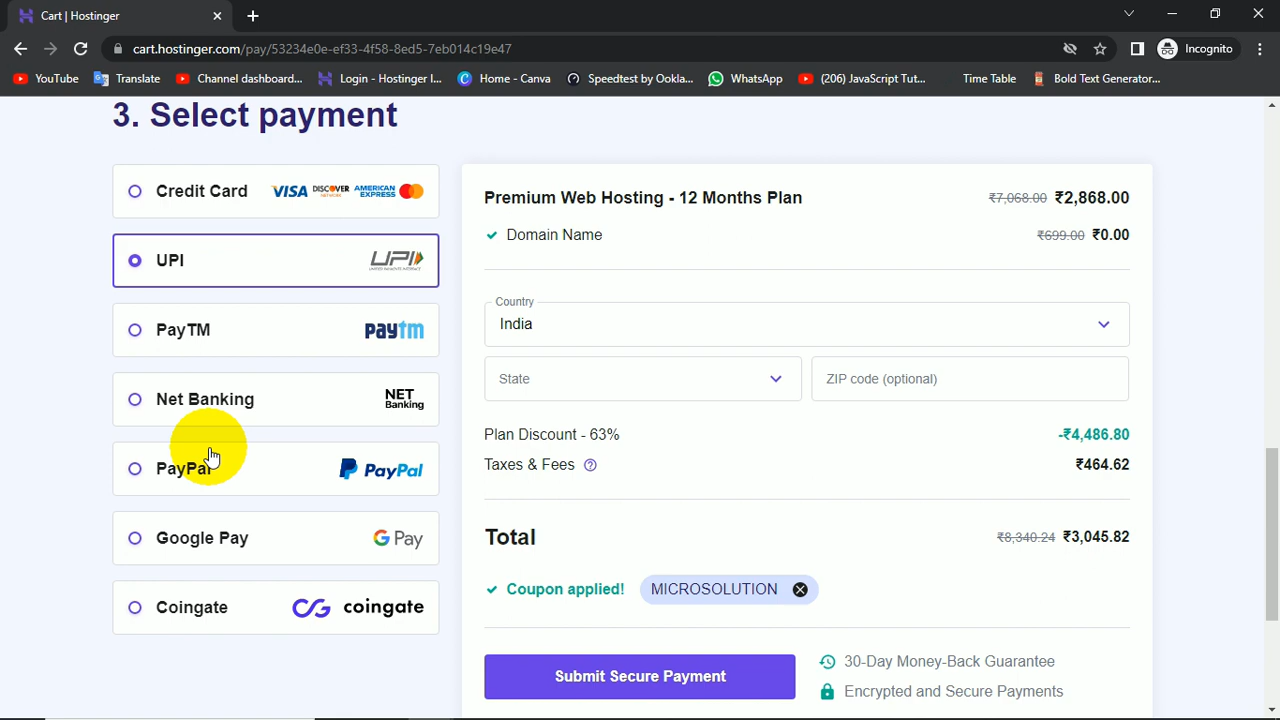 Cart | Hostinger
cart.hostinger.com/pay/53234e0e-ef33-4f58-8ed5-7eb014c19e47
Incognito
YouTube
Translate
Channel dashboard...
Login - Hostinger I...
Home - Canva
Speedtest by Ookla...
WhatsApp
(206) Javascript Tut...
Time Table
Bold Text Generator...
3. Select payment
Credit Card VISA DISCOVER NETWORK AMERICAN EXPRESS
UPI UPI UNIFIED PAYMENTS INTERFACE
PayTM paytm
Net Banking NET Banking
PayPal PayPal
Google Pay G Pay
Coingate coingate
Premium Web Hosting - 12 Months Plan ₹7,068.00 ₹2,868.00
Domain Name ₹699.00 ₹0.00
Country
India
State ZIP code (optional)
Plan Discount - 63% -₹4,486.80
Taxes & Fees ₹464.62
Total ₹8,340.24 ₹3,045.82
Coupon applied! MICROSOLUTION
Submit Secure Payment
30-Day Money-Back Guarantee
Encrypted and Secure Payments